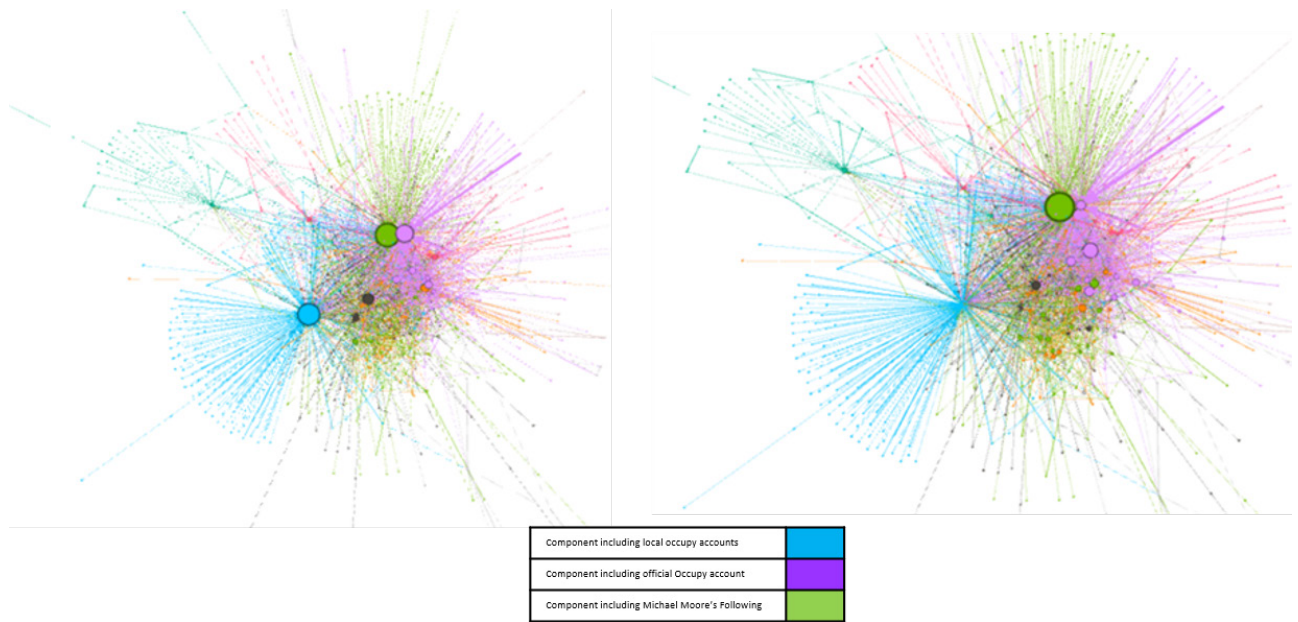 Component including local occupy accounts
Component including official Occupy account
Component including Michael Moore's Following